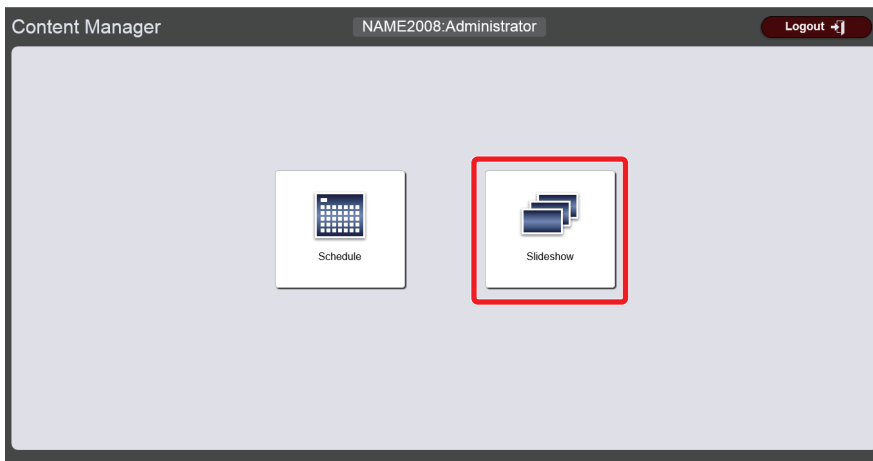 Content Manager
NAME2008:Administrator
Logout
Schedule
Slideshow